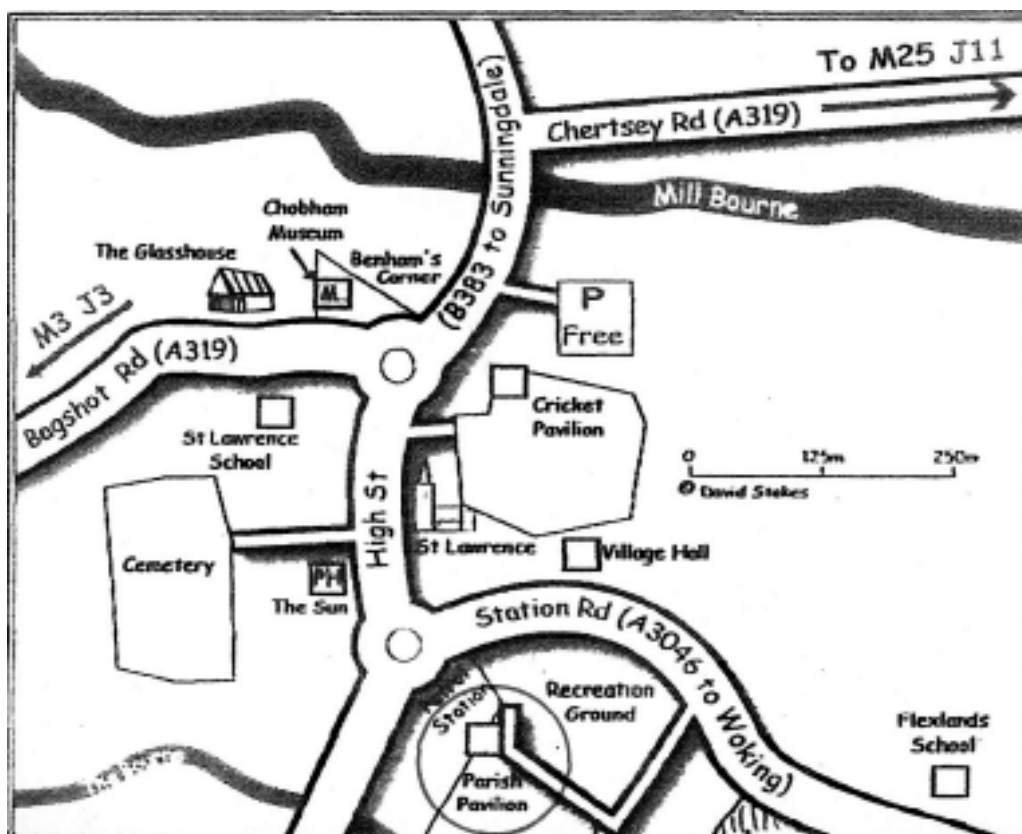 To M25 J11
Chertsey Rd (A319)
(B383 to Sunningdale)
Mill Bourne
Chobham
Museum
The Glasshouse
Benham's
Corner
M
P
Free
M3 J3
Bagshot Rd (A319)
Cricket
Pavilion
St Lawrence
School
0 125m 250m
© David Stokes
High St
St Lawrence
Village Hall
Cemetery
PH
The Sun
Station Rd (A3046 to Woking)
Station
Recreation
Ground
Flexlands
School
Parish
Pavilion